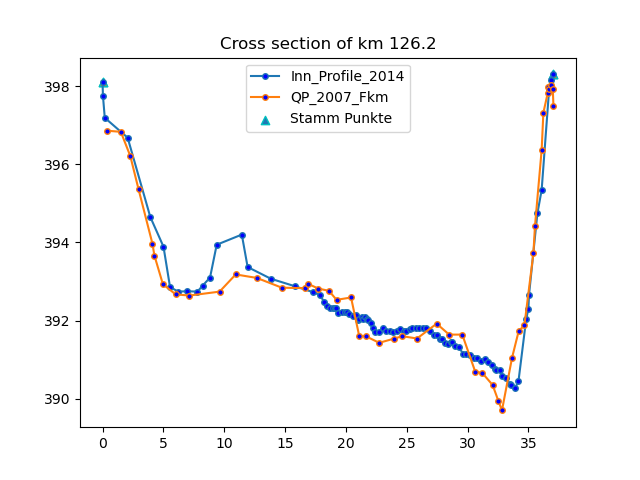 Cross section of km 126.2
Inn_Profile_2014
QP_2007_Fkm
Stamm Punkte
398
396
394
392
390
0 5 10 15 20 25 30 35